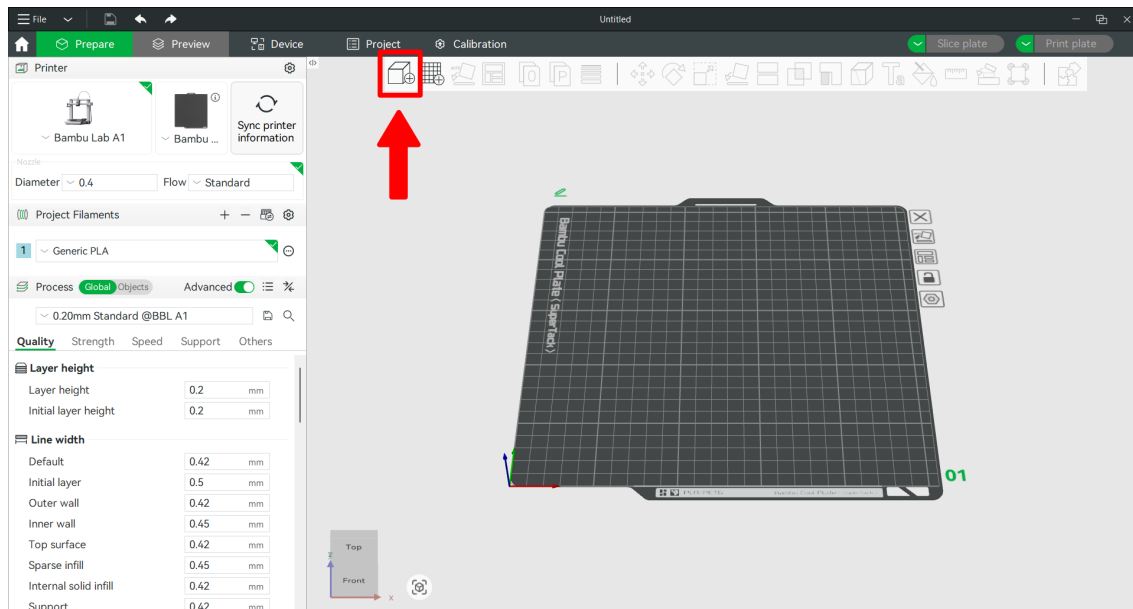 File
Untitled
Prepare
Preview
Device
Project
Calibration
Slice plate
Print plate
Printer
Bambu Lab A1
Bambu ...
Sync printer
information
Nozzle
Diameter
0.4
Flow
Standard
Project Filaments
1
Generic PLA
Process
Global
Objects
Advanced
0.20mm Standard @BBL A1
Quality
Strength
Speed
Support
Others
Layer height
Layer height
0.2
mm
Initial layer height
0.2
mm
Line width
Default
0.42
mm
Initial layer
0.5
mm
Outer wall
0.42
mm
Inner wall
0.45
mm
Top surface
0.42
mm
Sparse infill
0.45
mm
Internal solid infill
0.42
mm
Support
0.42
mm
Bambu Cool Plate (SuperTack)
01
Top
Front
z
x